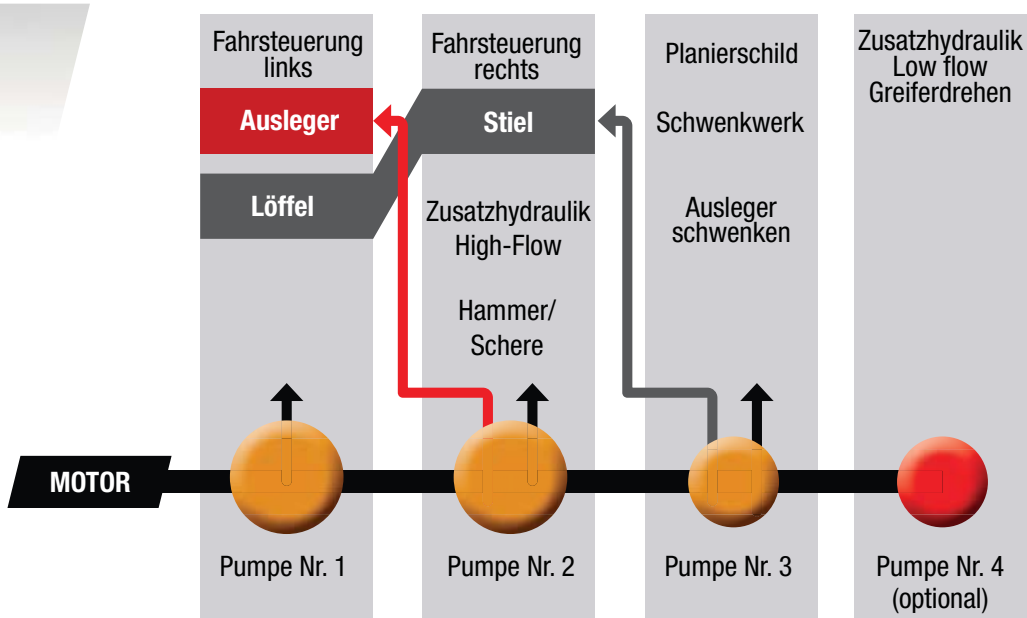 Fahrsteuerung
links
Ausleger
Löffel
Fahrsteuerung
rechts
Stiel
Zusatzhydraulik
High-Flow
Hammer/
Schere
Planierschild
Schwenkwerk
Ausleger
schwenken
Zusatzhydraulik
Low flow
Greiferdrehen
MOTOR
Pumpe Nr. 1
Pumpe Nr. 2
Pumpe Nr. 3
Pumpe Nr. 4
(optional)